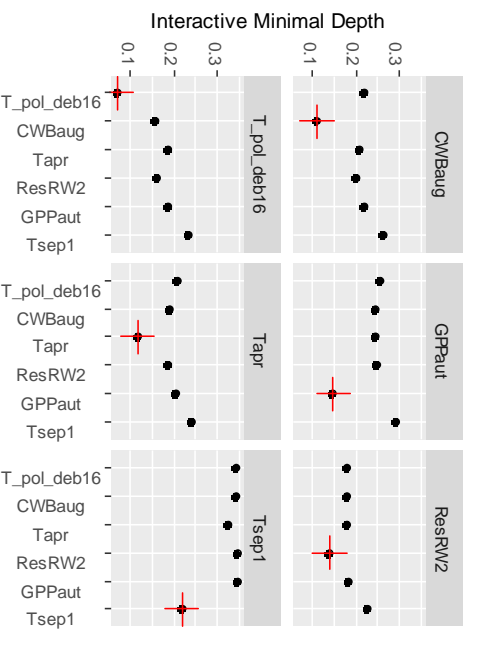 Interactive Minimal Depth
0.1 0.2 0.3 0.1 0.2 0.3
T_pol_deb16
CWBaug
Tapr
ResRW2
GPPaut
Tsep1
T_pol_deb16
CWBaug
T_pol_deb16
CWBaug
Tapr
ResRW2
GPPaut
Tsep1
Tapr
GPPaut
T_pol_deb16
CWBaug
Tapr
ResRW2
GPPaut
Tsep1
Tsep1
ResRW2